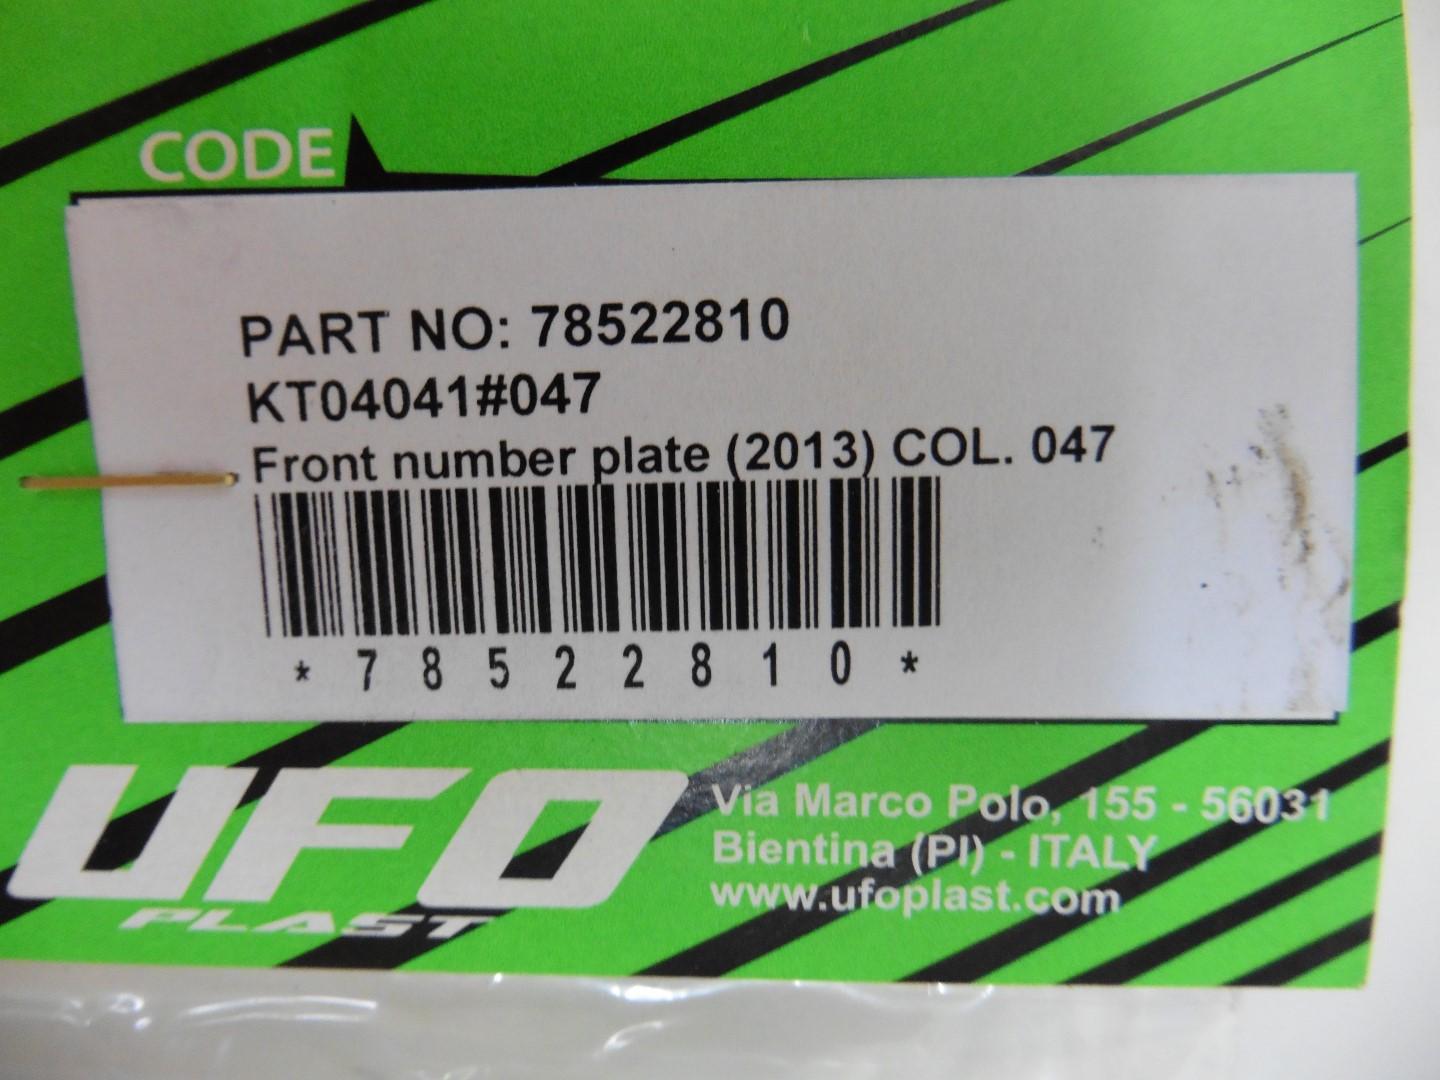 CODE
PART NO: 78522810
KT04041#047
Front number plate (2013) COL. 047
* 7 8 5 2 2 8 1 0 *
UFO
PLAST
Via Marco Polo, 155 - 56031
Bientina (PI) - ITALY
www.ufoplast.com